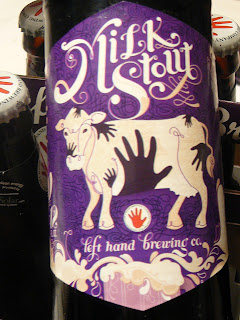 Milk
Stout
left hand brewing co.